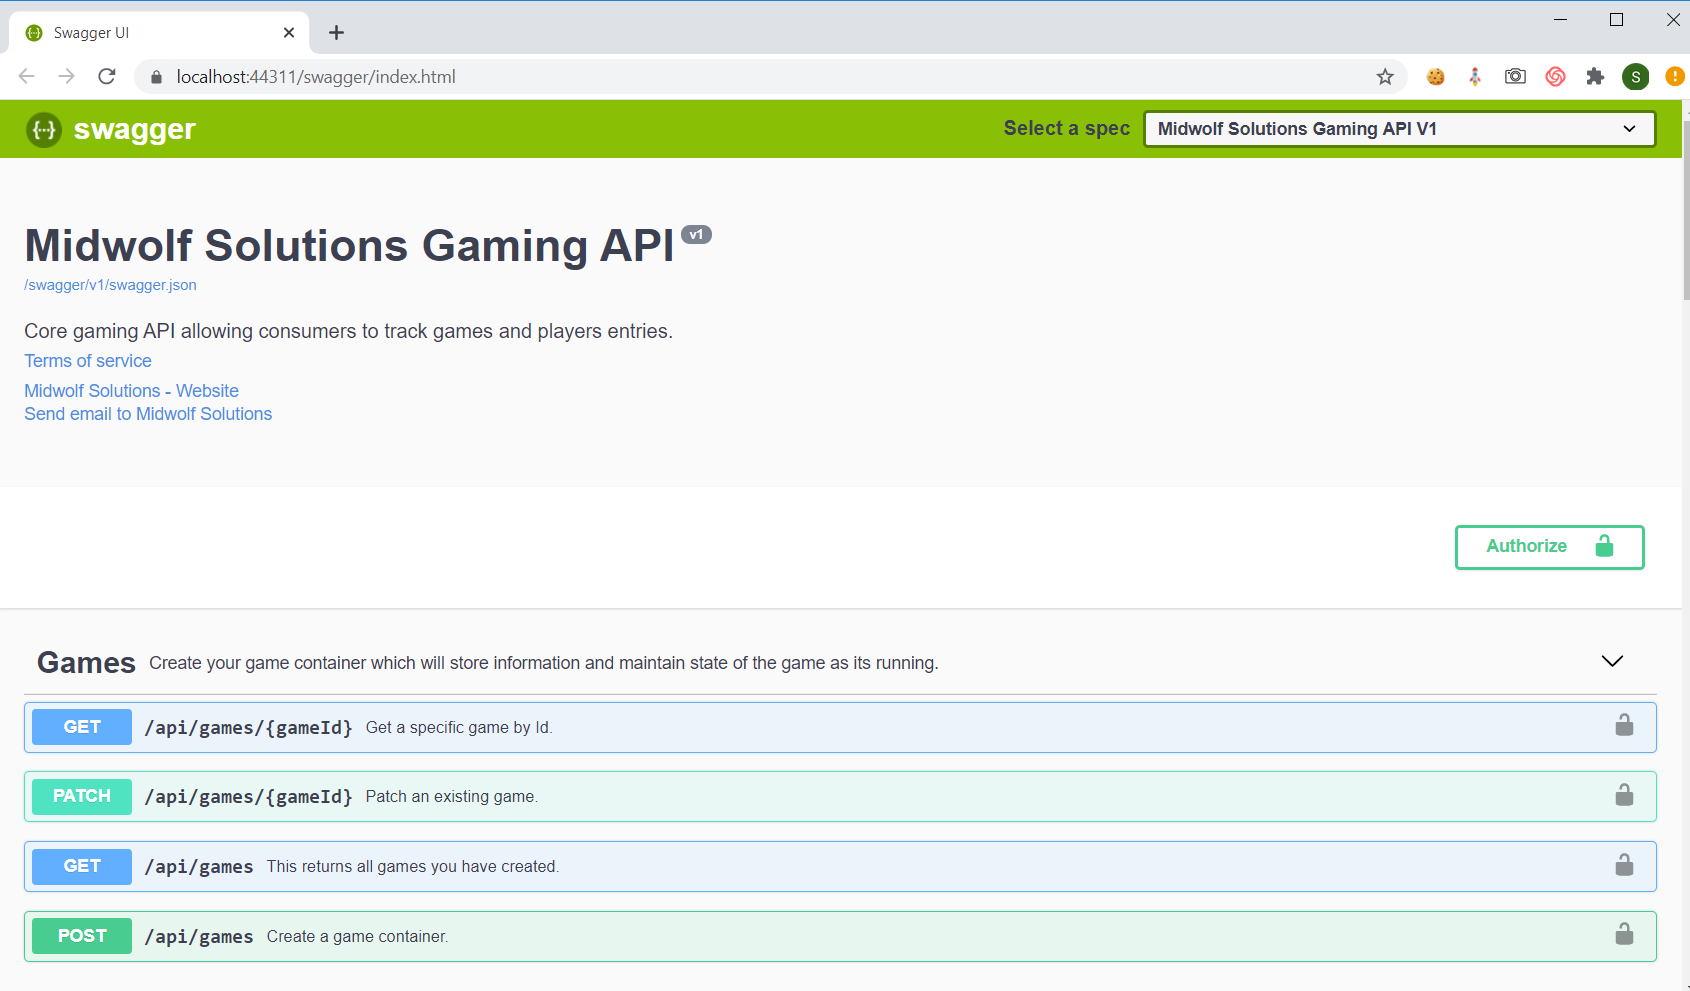 Swagger UI
localhost:44311/swagger/index.html
S
{··} swagger
Select a spec
Midwolf Solutions Gaming API V1
Midwolf Solutions Gaming API v1
/swagger/v1/swagger.json
Core gaming API allowing consumers to track games and players entries.
Terms of service
Midwolf Solutions - Website
Send email to Midwolf Solutions
Authorize
Games Create your game container which will store information and maintain state of the game as its running.
GET /api/games/{gameId} Get a specific game by Id.
PATCH /api/games/{gameId} Patch an existing game.
GET /api/games This returns all games you have created.
POST /api/games Create a game container.